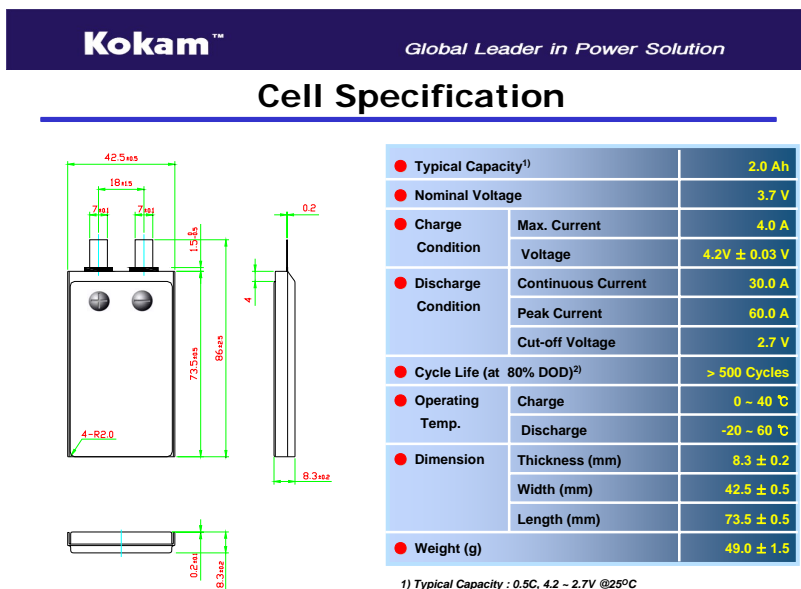 Kokam™ Global Leader in Power Solution
Cell Specification
42.5±0.5
18±1.5
7±0.1 7±0.1
0.2
1.5
4
73.5±0.5
86±2.5
4-R2.0
8.3±0.2
0.2±0.1
8.3±0.2
Typical Capacity1) 2.0 Ah
Nominal Voltage 3.7 V
Charge Condition Max. Current 4.0 A
Voltage 4.2V ± 0.03 V
Discharge Condition Continuous Current 30.0 A
Peak Current 60.0 A
Cut-off Voltage 2.7 V
Cycle Life (at 80% DOD)2) > 500 Cycles
Operating Temp. Charge 0 ~ 40 ℃
Discharge -20 ~ 60 ℃
Dimension Thickness (mm) 8.3 ± 0.2
Width (mm) 42.5 ± 0.5
Length (mm) 73.5 ± 0.5
Weight (g) 49.0 ± 1.5
1) Typical Capacity : 0.5C, 4.2 ~ 2.7V @25OC